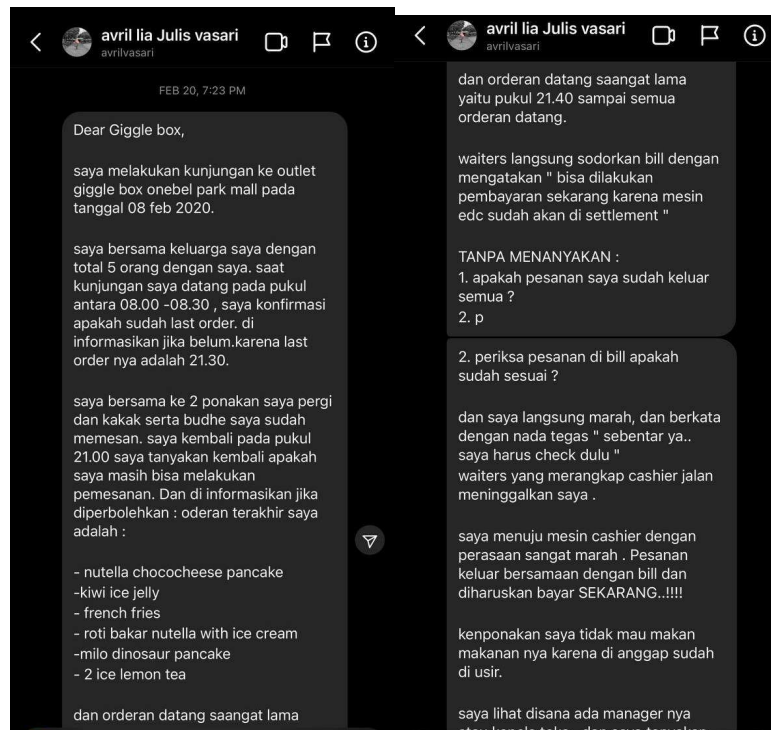 avril lia Julis vasari
avrilvasari
FEB 20, 7:23 PM
Dear Giggle box,
saya melakukan kunjungan ke outlet
giggle box onebel park mall pada
tanggal 08 feb 2020.
saya bersama keluarga saya dengan
total 5 orang dengan saya. saat
kunjungan saya datang pada pukul
antara 08.00 -08.30 , saya konfirmasi
apakah sudah last order. di
informasikan jika belum.karena last
order nya adalah 21.30.
saya bersama ke 2 ponakan saya pergi
dan kakak serta budhe saya sudah
memesan. saya kembali pada pukul
21.00 saya tanyakan kembali apakah
saya masih bisa melakukan
pemesanan. Dan di informasikan jika
diperbolehkan : oderan terakhir saya
adalah :
- nutella chococheese pancake
-kiwi ice jelly
- french fries
- roti bakar nutella with ice cream
-milo dinosaur pancake
- 2 ice lemon tea
dan orderan datang saangat lama
avril lia Julis vasari
avrilvasari
dan orderan datang saangat lama
yaitu pukul 21.40 sampai semua
orderan datang.
waiters langsung sodorkan bill dengan
mengatakan " bisa dilakukan
pembayaran sekarang karena mesin
edc sudah akan di settlement "
TANPA MENANYAKAN :
1. apakah pesanan saya sudah keluar
semua ?
2. p
2. periksa pesanan di bill apakah
sudah sesuai ?
dan saya langsung marah, dan berkata
dengan nada tegas " sebentar ya..
saya harus check dulu "
waiters yang merangkap cashier jalan
meninggalkan saya .
saya menuju mesin cashier dengan
perasaan sangat marah . Pesanan
keluar bersamaan dengan bill dan
diharuskan bayar SEKARANG..!!!!
kenponakan saya tidak mau makan
makanan nya karena di anggap sudah
di usir.
saya lihat disana ada manager nya